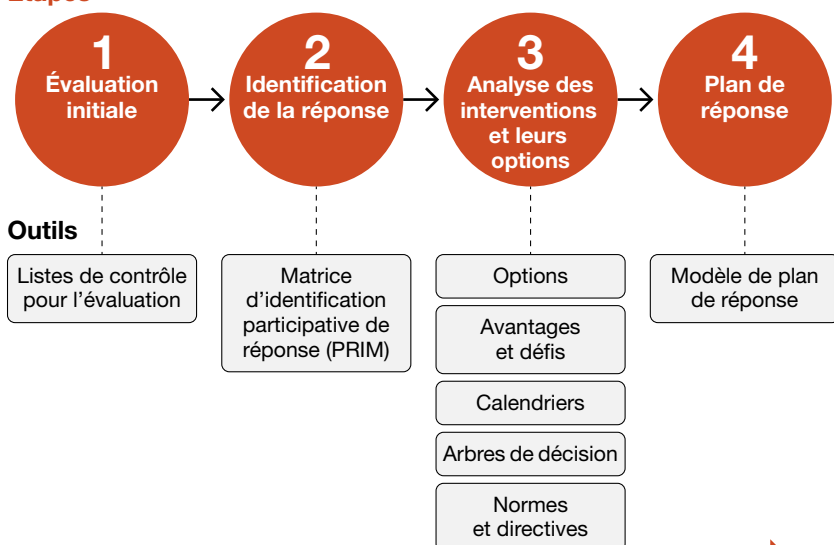 Étapes
1
Évaluation
initiale
2
Identification
de la réponse
3
Analyse des
interventions
et leurs
options
4
Plan de
réponse
Outils
Listes de contrôle
pour l'évaluation
Matrice
d'identification
participative de
réponse (PRIM)
Options
Avantages
et défis
Calendriers
Arbres de décision
Normes
et directives
Modèle de plan
de réponse